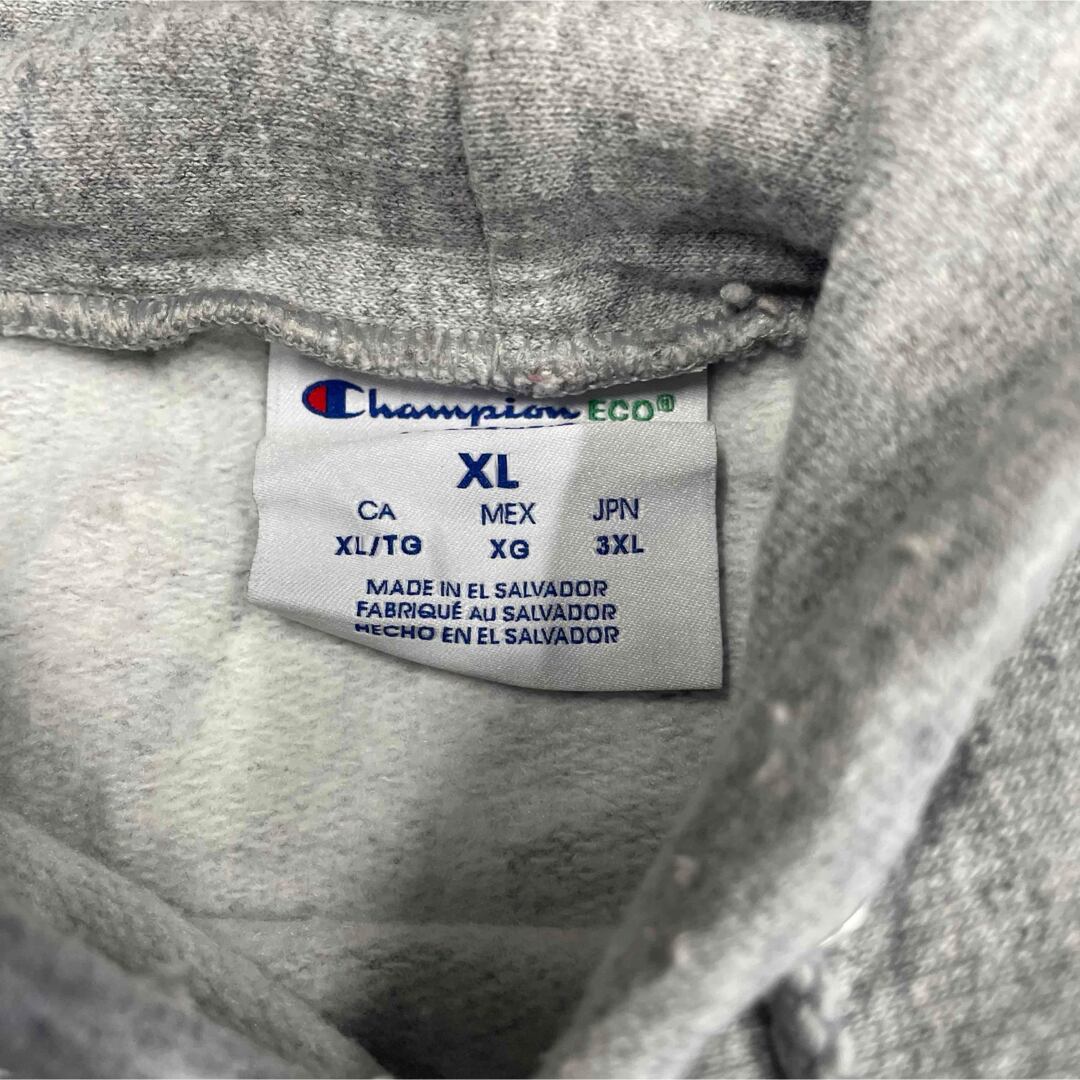 Champion ECO®
XL
CA MEX JPN
XL/TG XG 3XL
MADE IN EL SALVADOR
FABRIQUÉ AU SALVADOR
HECHO EN EL SALVADOR